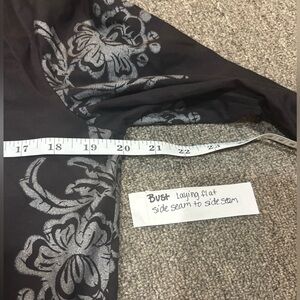 17 18 19 20 21 22 23
Bust laying flat
side seam to side seam